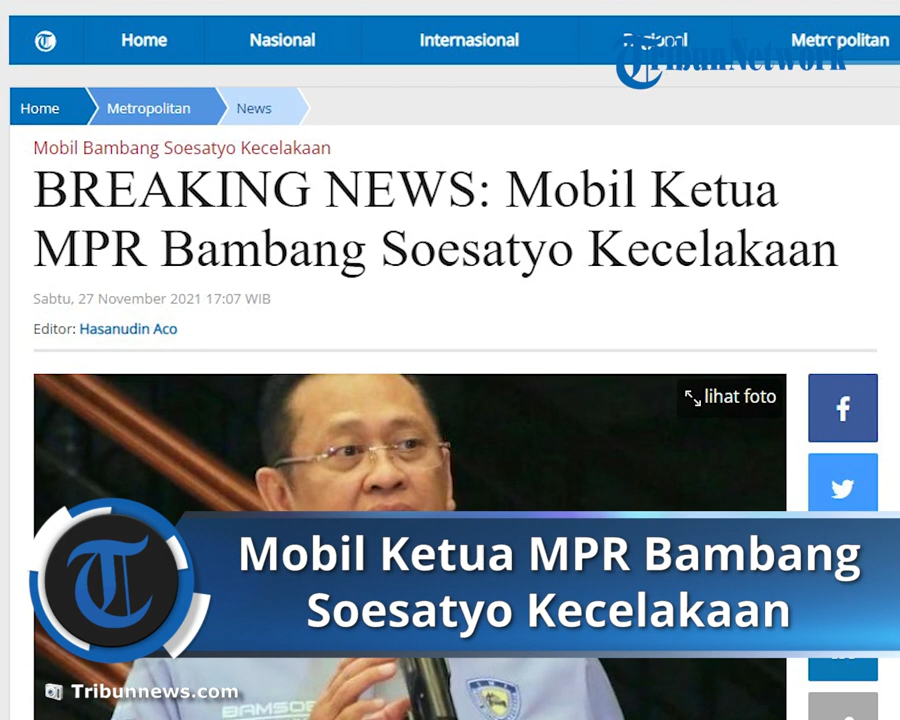 Home Nasional Internasional Regional Metropolitan
TribunNetwork
Home Metropolitan News
Mobil Bambang Soesatyo Kecelakaan
BREAKING NEWS: Mobil Ketua
MPR Bambang Soesatyo Kecelakaan
Sabtu, 27 November 2021 17:07 WIB
Editor: Hasanudin Aco
lihat foto
Mobil Ketua MPR Bambang
Soesatyo Kecelakaan
Tribunnews.com